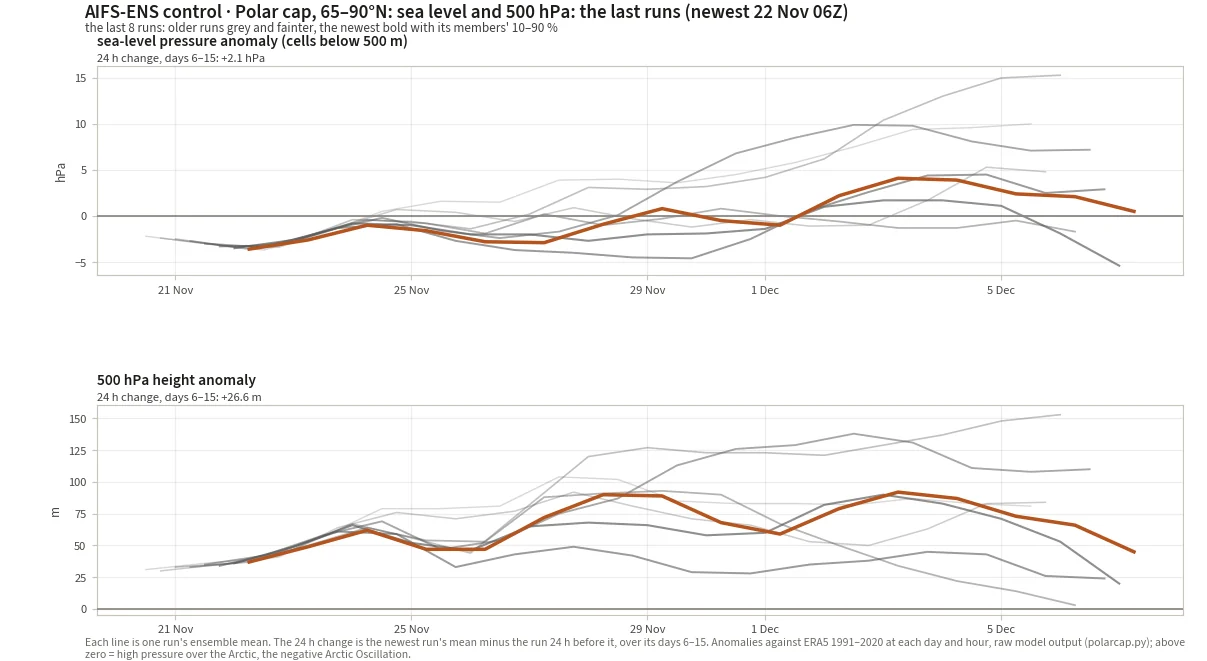 AIFS-ENS control · Polar cap, 65–90°N: sea level and 500 hPa: the last runs (newest 22 Nov 06Z)
the last 8 runs: older runs grey and fainter, the newest bold with its members' 10–90 %
sea-level pressure anomaly (cells below 500 m)
24 h change, days 6–15: +2.1 hPa
15
10
5
0
−5
hPa
21 Nov
25 Nov
29 Nov
1 Dec
5 Dec
500 hPa height anomaly
24 h change, days 6–15: +26.6 m
150
125
100
75
50
25
0
m
21 Nov
25 Nov
29 Nov
1 Dec
5 Dec
Each line is one run's ensemble mean. The 24 h change is the newest run's mean minus the run 24 h before it, over its days 6–15. Anomalies against ERA5 1991–2020 at each day and hour, raw model output (polarcap.py); above
zero = high pressure over the Arctic, the negative Arctic Oscillation.